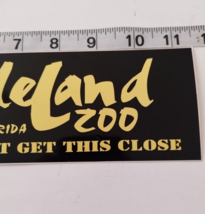 7 8 9 10 11
leLand
RIDA ZOO
T GET THIS CLOSE